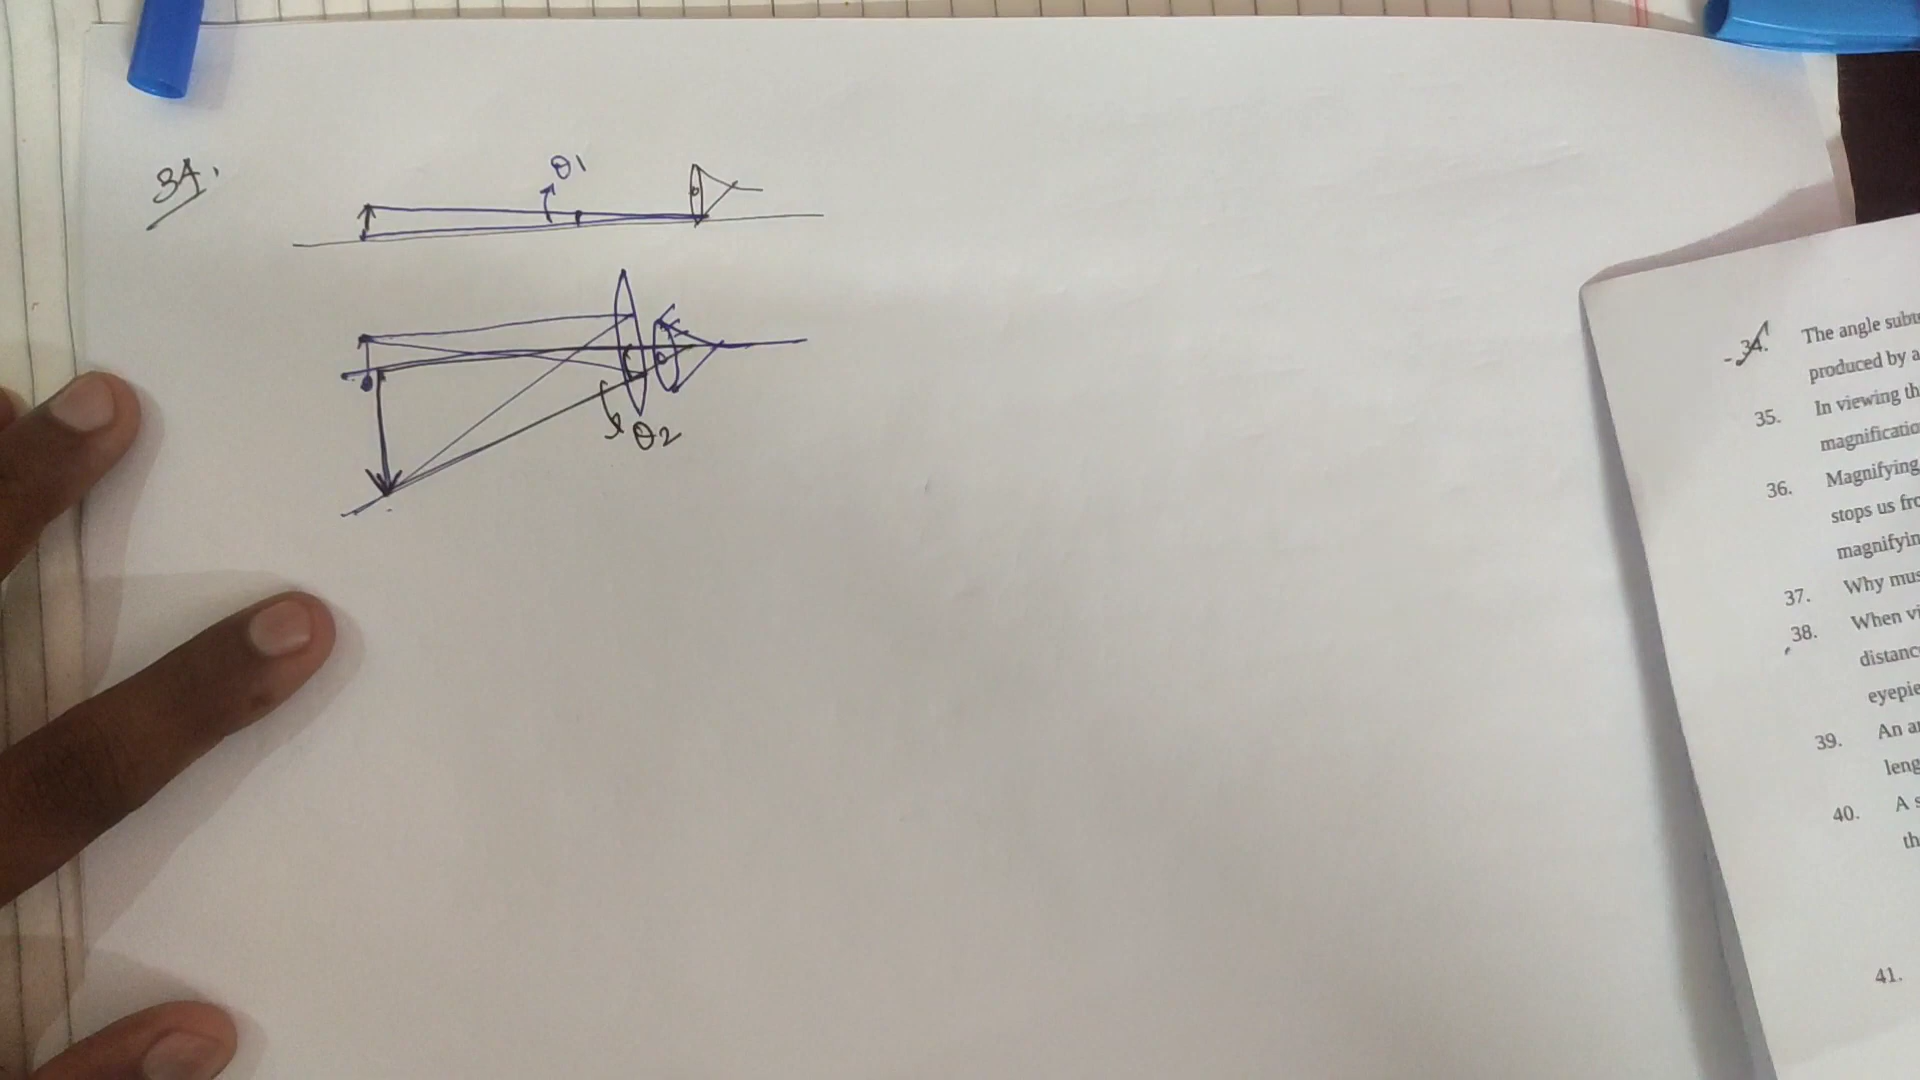 34.
θ1
θ2
34. The angle subte
produced by a
35. In viewing th
magnificatio
36. Magnifying
stops us fro
magnifyin
37. Why mus
38. When vi
distanc
eyepie
39. An a
leng
40. A s
th
41.